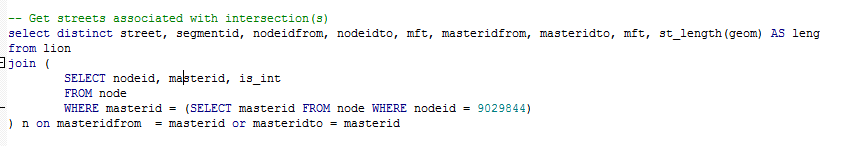 -- Get streets associated with intersection(s)
select distinct street, segmentid, nodeidfrom, nodeidto, mft, masteridfrom, masteridto, mft, st_length(geom) AS leng
from lion
join (
SELECT nodeid, masterid, is_int
FROM node
WHERE masterid = (SELECT masterid FROM node WHERE nodeid = 9029844)
) n on masteridfrom  = masterid or masteridto = masterid